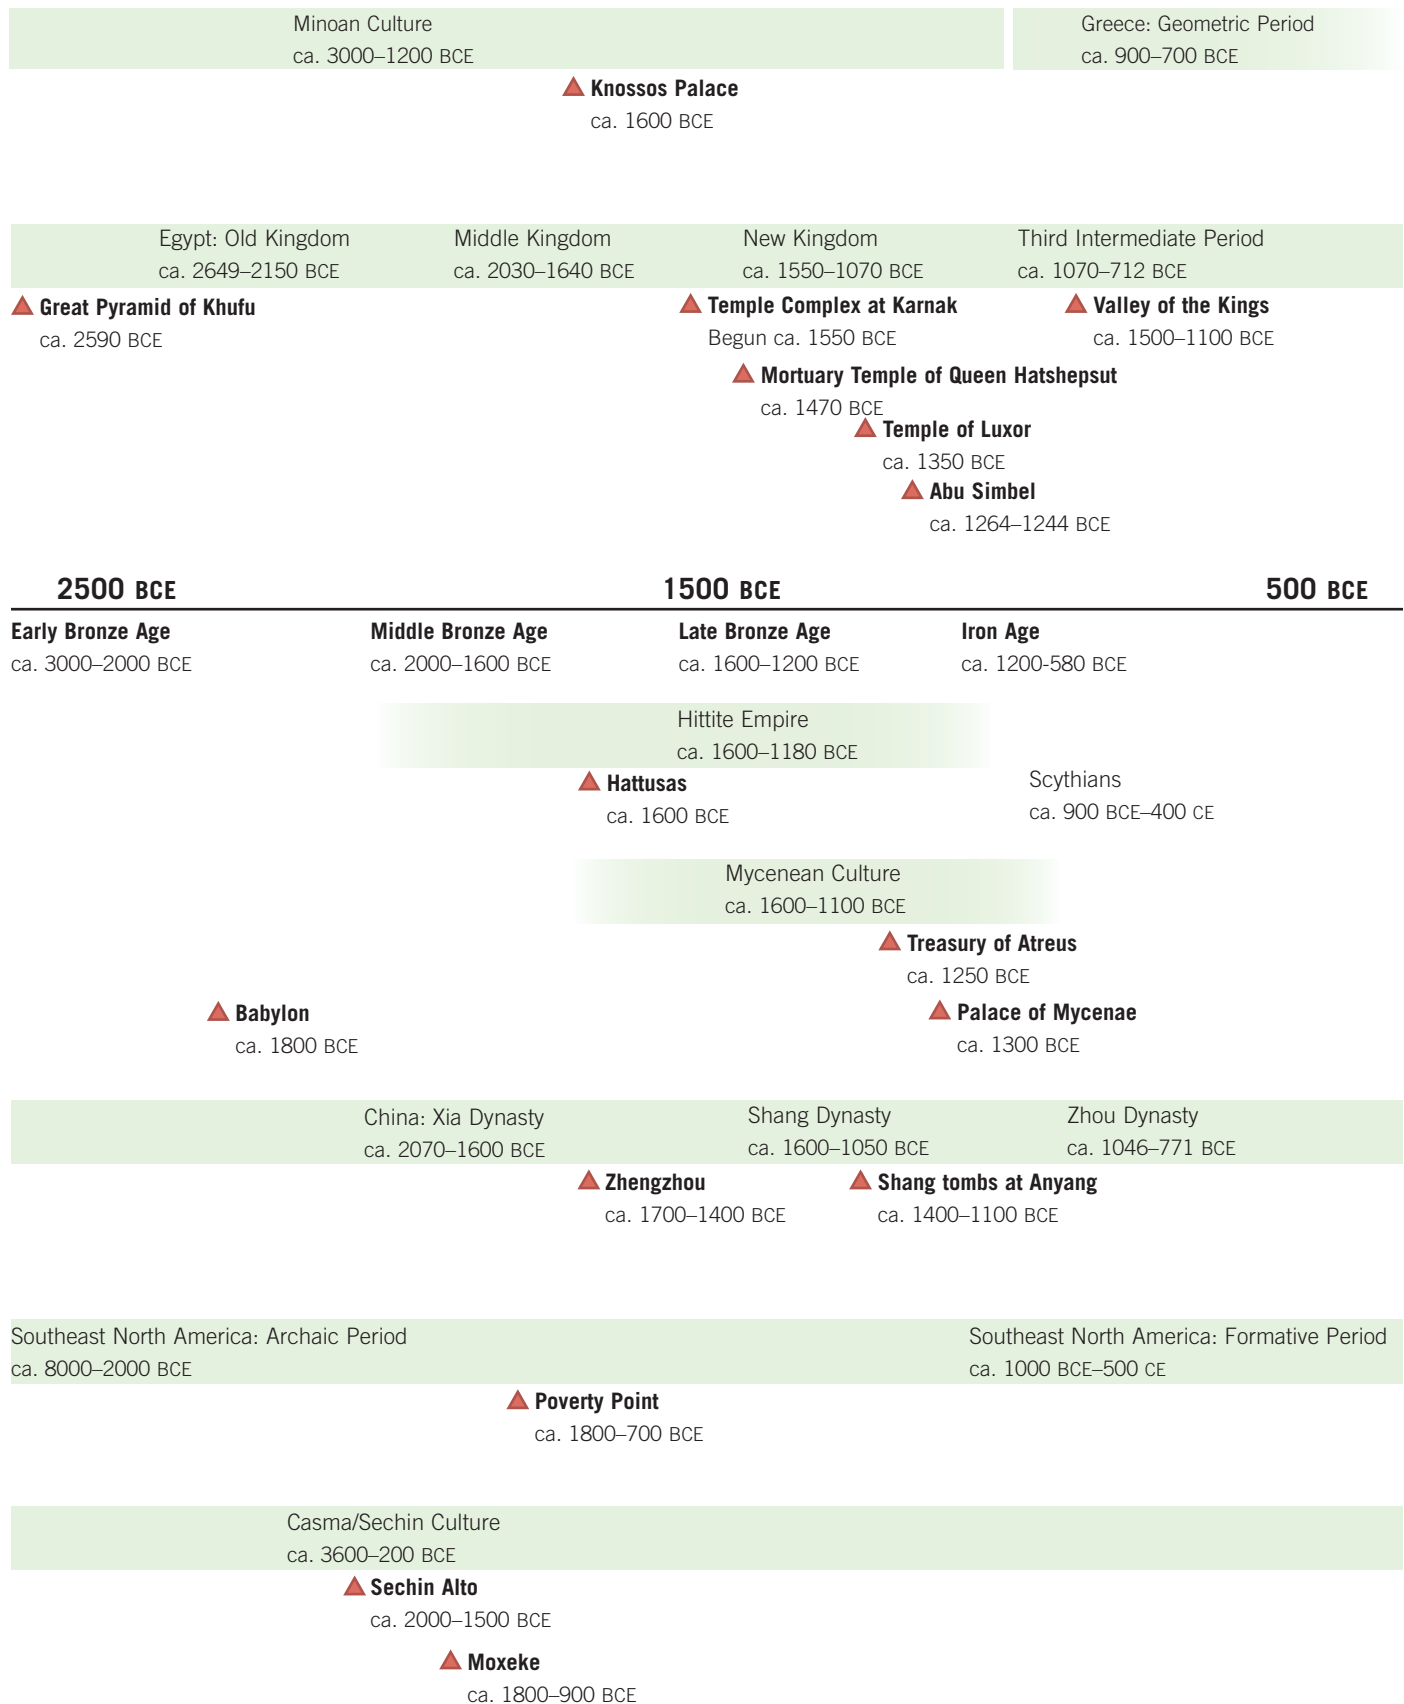 Minoan Culture
ca. 3000–1200 BCE
Greece: Geometric Period
ca. 900–700 BCE
Knossos Palace
ca. 1600 BCE
Egypt: Old Kingdom
ca. 2649–2150 BCE
Middle Kingdom
ca. 2030–1640 BCE
New Kingdom
ca. 1550–1070 BCE
Third Intermediate Period
ca. 1070–712 BCE
Great Pyramid of Khufu
ca. 2590 BCE
Temple Complex at Karnak
Begun ca. 1550 BCE
Valley of the Kings
ca. 1500–1100 BCE
Mortuary Temple of Queen Hatshepsut
ca. 1470 BCE
Temple of Luxor
ca. 1350 BCE
Abu Simbel
ca. 1264–1244 BCE
2500 BCE
1500 BCE
500 BCE
Early Bronze Age
ca. 3000–2000 BCE
Middle Bronze Age
ca. 2000–1600 BCE
Late Bronze Age
ca. 1600–1200 BCE
Iron Age
ca. 1200-580 BCE
Hittite Empire
ca. 1600–1180 BCE
Hattusas
ca. 1600 BCE
Scythians
ca. 900 BCE–400 CE
Mycenean Culture
ca. 1600–1100 BCE
Treasury of Atreus
ca. 1250 BCE
Babylon
ca. 1800 BCE
Palace of Mycenae
ca. 1300 BCE
China: Xia Dynasty
ca. 2070–1600 BCE
Shang Dynasty
ca. 1600–1050 BCE
Zhou Dynasty
ca. 1046–771 BCE
Zhengzhou
ca. 1700–1400 BCE
Shang tombs at Anyang
ca. 1400–1100 BCE
Southeast North America: Archaic Period
ca. 8000–2000 BCE
Southeast North America: Formative Period
ca. 1000 BCE–500 CE
Poverty Point
ca. 1800–700 BCE
Casma/Sechin Culture
ca. 3600–200 BCE
Sechin Alto
ca. 2000–1500 BCE
Moxeke
ca. 1800–900 BCE